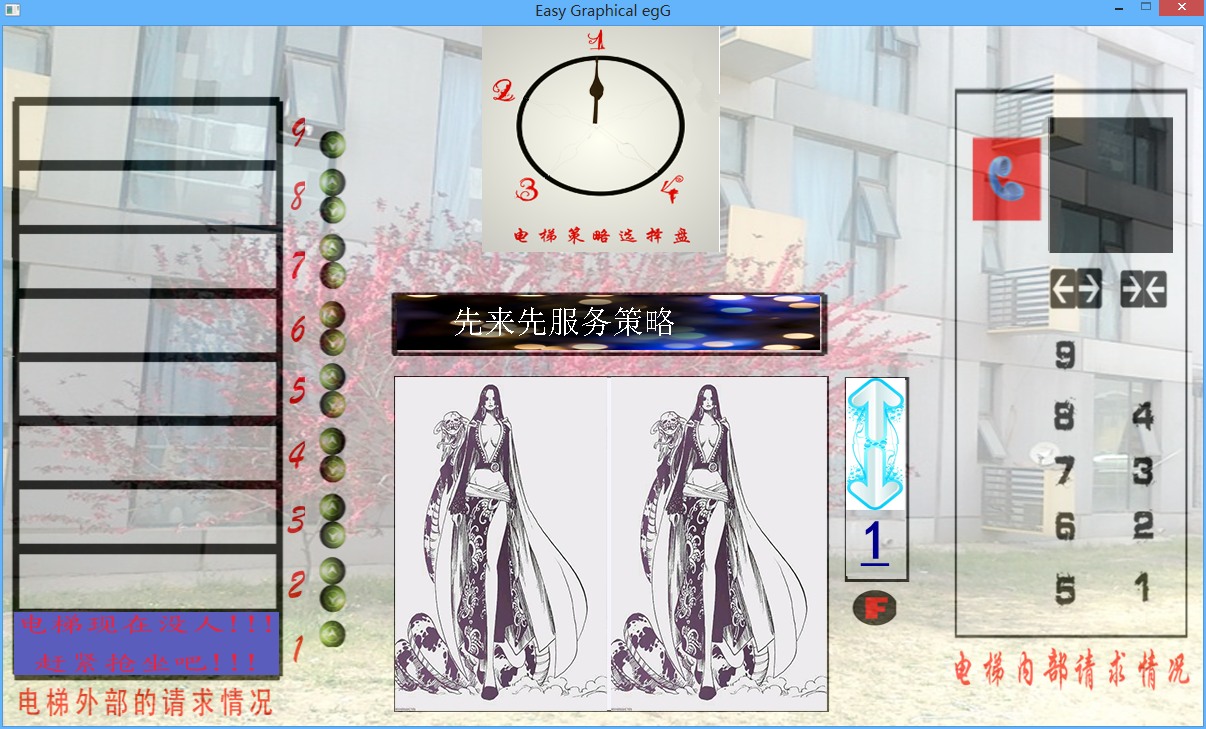 Easy Graphical egG
1
2
3
4
电梯策略选择盘
先来先服务策略
9
8
7
6
5
4
3
2
1
电梯现在没人!!!
赶紧抢坐吧!!!
电梯外部的请求情况
1
F
9
8 4
7 3
6 2
5 1
电梯内部请求情况